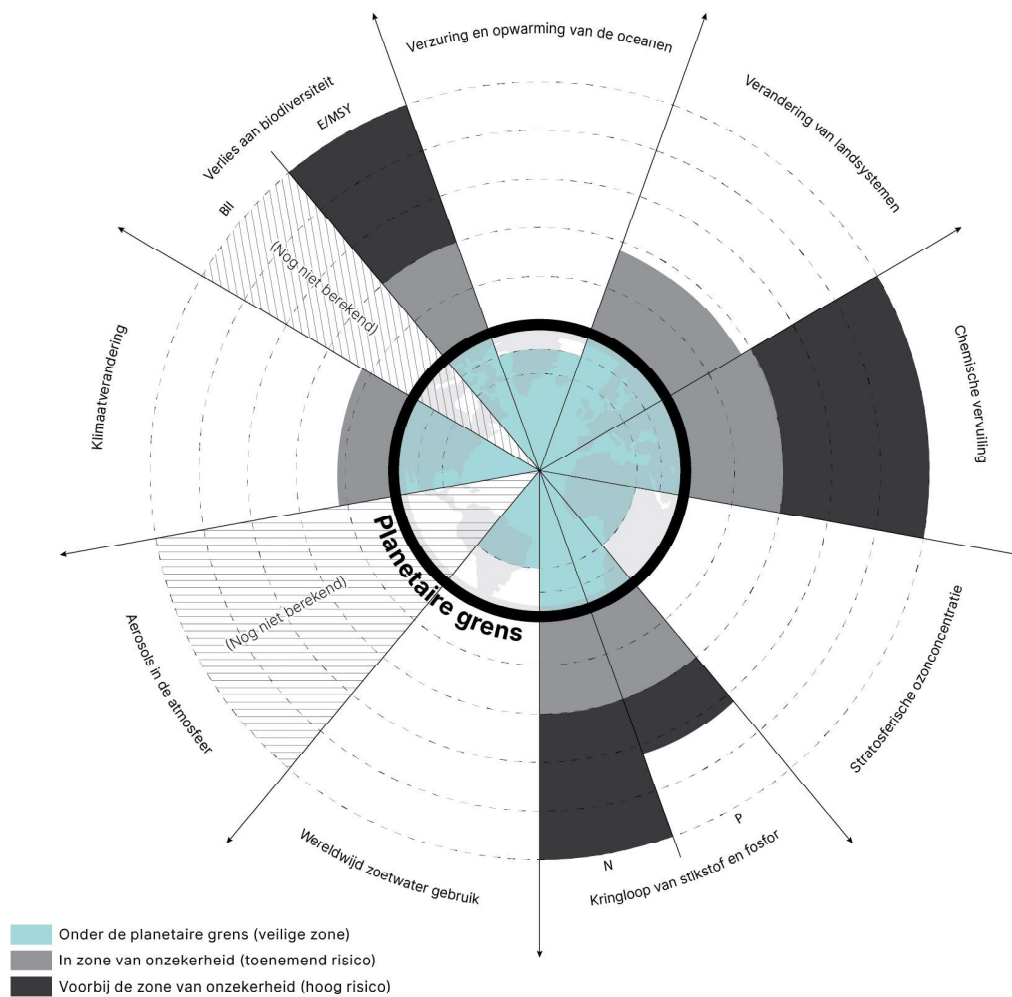 Verzuring en opwarming van de oceanen
Verandering van landsystemen
Chemische vervuiling
Stratosferische ozonconcentratie
P
N
Kringloop van stikstof en fosfor
Wereldwijd zoetwater gebruik
Aerosols in de atmosfeer
(Nog niet berekend)
Klimaatverandering
Verlies aan biodiversiteit
BII
E/MSY
(Nog niet berekend)
Planetaire grens
Onder de planetaire grens (veilige zone)
In zone van onzekerheid (toenemend risico)
Voorbij de zone van onzekerheid (hoog risico)